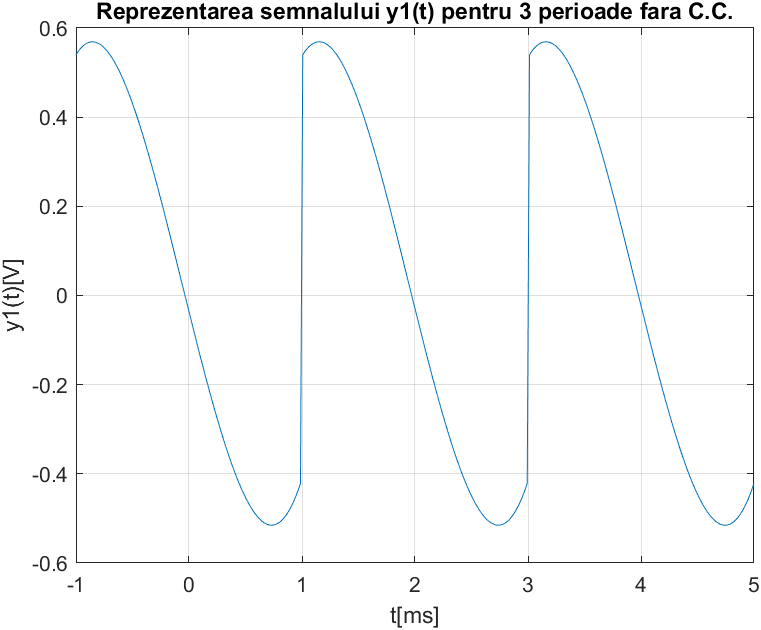 Reprezentarea semnalului y1(t) pentru 3 perioade fara C.C.
0.6
0.4
0.2
0
-0.2
-0.4
-0.6
y1(t)[V]
-1 0 1 2 3 4 5
t[ms]